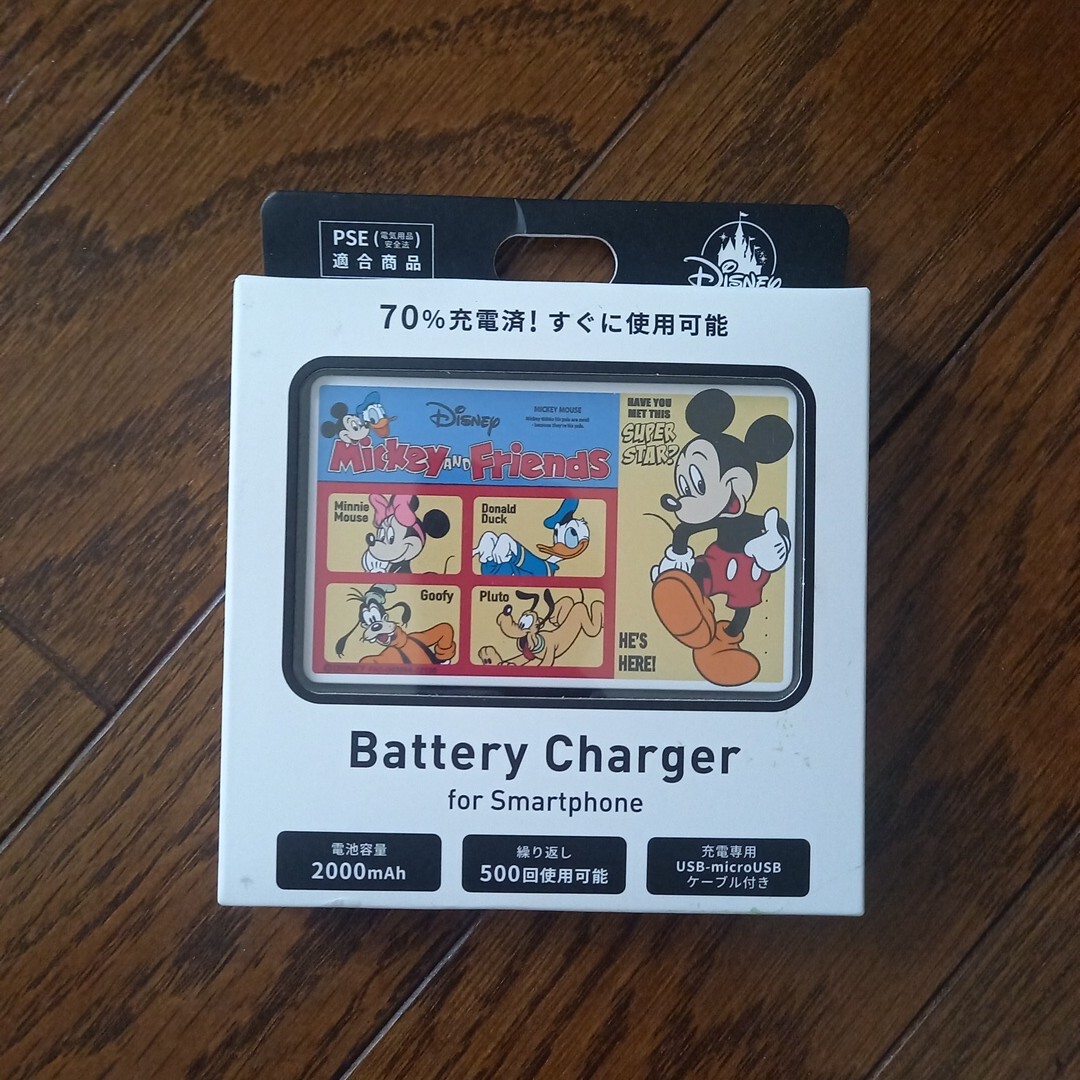 PSE (電気用品安全法)
適合商品
Disney
70%充電済! すぐに使用可能
Disney
MICKEY MOUSE
Mickey AND Friends
HAVE YOU
MET THIS
SUPER
STAR?
Minnie
Mouse
Donald
Duck
Goofy
Pluto
HE'S
HERE!
Battery Charger
for Smartphone
電池容量
2000mAh
繰り返し
500回使用可能
充電専用
USB-microUSB
ケーブル付き